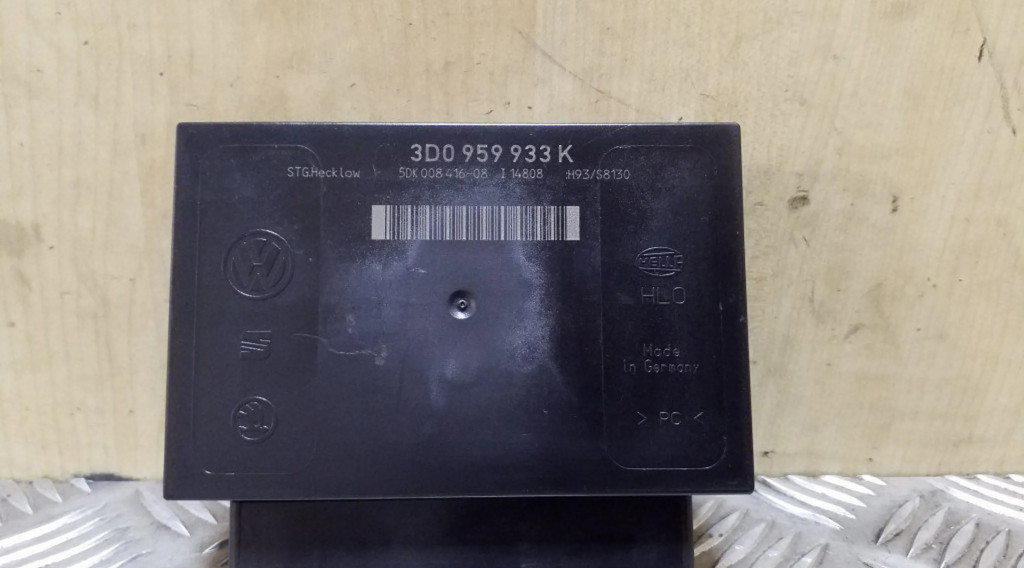 3D0 959 933 K
STG.Hecklow 5DK 008 416-08 I 14808 :H93/S8130
HELLA
HLO
Made
in Germany
> PC <